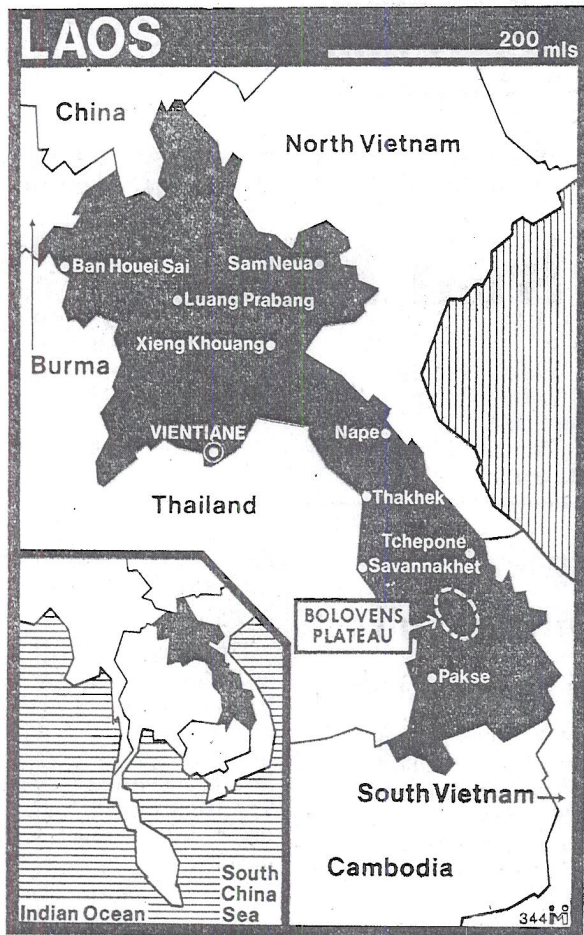 LAOS
200 mls
China
North Vietnam
Ban Houei Sai
Sam Neua
Luang Prabang
Xieng Khouang
Burma
VIENTIANE
Nape
Thailand
Thakhek
Tchepone
Savannakhet
BOLOVENS
PLATEAU
Pakse
South Vietnam
Cambodia
South
China
Sea
Indian Ocean
344